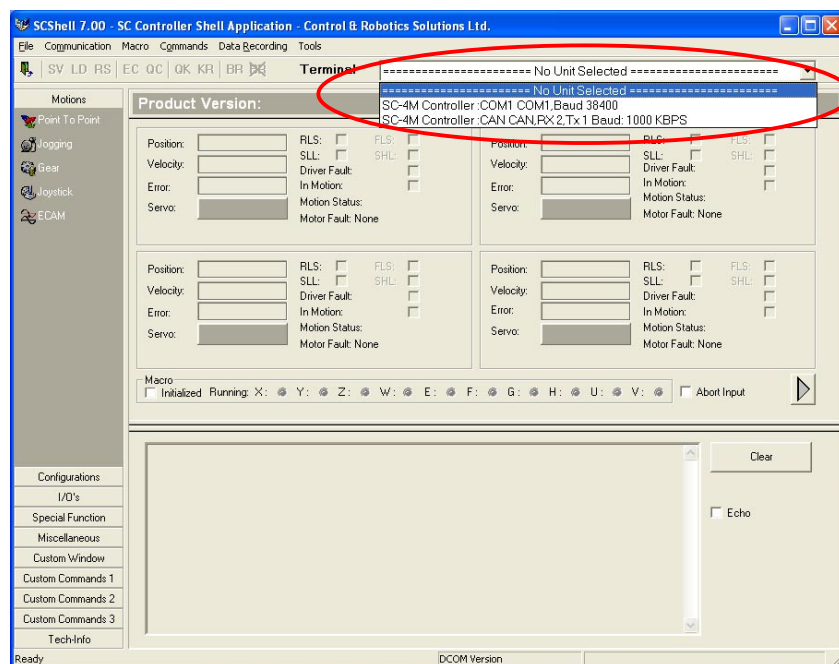 SCShell 7.00 - SC Controller Shell Application - Control & Robotics Solutions Ltd.
File Communication Macro Commands Data Recording Tools
SV LD RS EC QC QK KR BR Terminal ====================== No Unit Selected ======================
====================== No Unit Selected ======================
SC-4M Controller :COM1 COM1,Baud 38400
SC-4M Controller :CAN CAN,RX 2,Tx 1 Baud: 1000 KBPS
Motions
Point To Point
Jogging
Gear
Joystick
ECAM
Product Version:
Position: RLS: FLS:
Velocity: SLL: SHL:
Driver Fault:
Error: In Motion:
Servo: Motion Status:
Motor Fault: None
Position: RLS: FLS:
Velocity: SLL: SHL:
Driver Fault:
Error: In Motion:
Servo: Motion Status:
Motor Fault: None
Position: RLS: FLS:
SLL: SHL:
Velocity: Driver Fault:
Error: In Motion:
Servo: Motion Status:
Motor Fault: None
Position: RLS: FLS:
SLL: SHL:
Velocity: Driver Fault:
Error: In Motion:
Servo: Motion Status:
Motor Fault: None
Macro
Initialized Running: X: Y: Z: W: E: F: G: H: U: V: Abort Input
Clear
Echo
Configurations
I/O's
Special Function
Miscellaneous
Custom Window
Custom Commands 1
Custom Commands 2
Custom Commands 3
Tech-Info
Ready DCOM Version